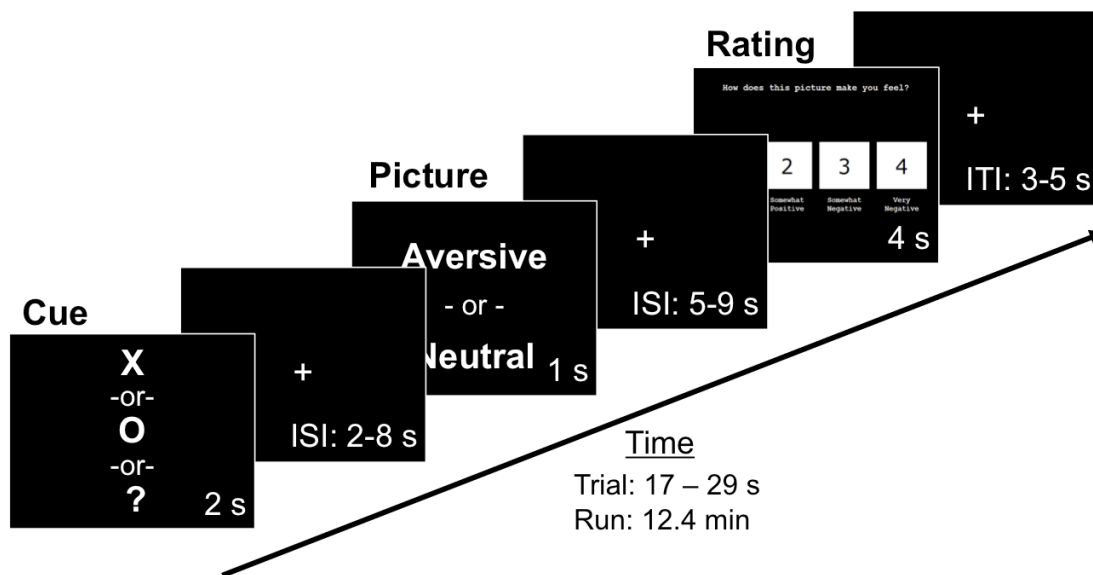 Cue
X
-or-
O
-or-
?
2 s
+
ISI: 2-8 s
Picture
Aversive
- or -
Neutral
1 s
+
ISI: 5-9 s
Rating
How does this picture make you feel?
2 3 4
Somewhat Somewhat Very
Positive Negative Negative
4 s
+
ITI: 3-5 s
Time
Trial: 17 – 29 s
Run: 12.4 min